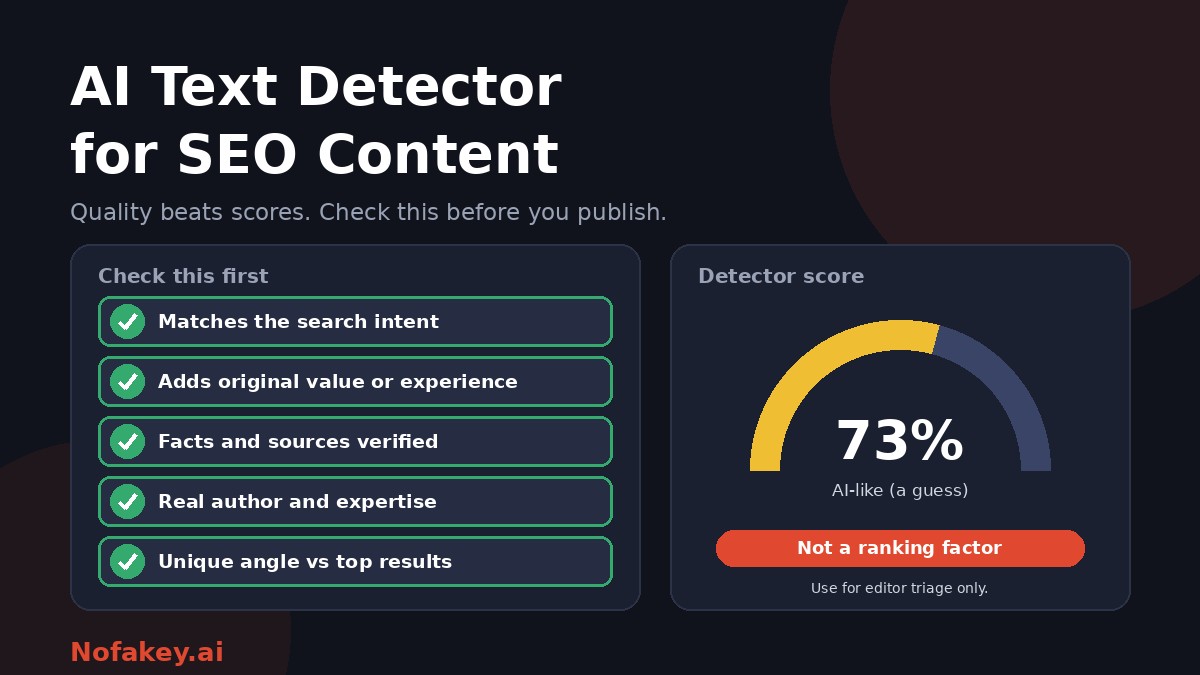 AI Text Detector
for SEO Content
Quality beats scores. Check this before you publish.
Check this first
Matches the search intent
Adds original value or experience
Facts and sources verified
Real author and expertise
Unique angle vs top results
Detector score
73%
AI-like (a guess)
Not a ranking factor
Use for editor triage only.
Nofakey.ai